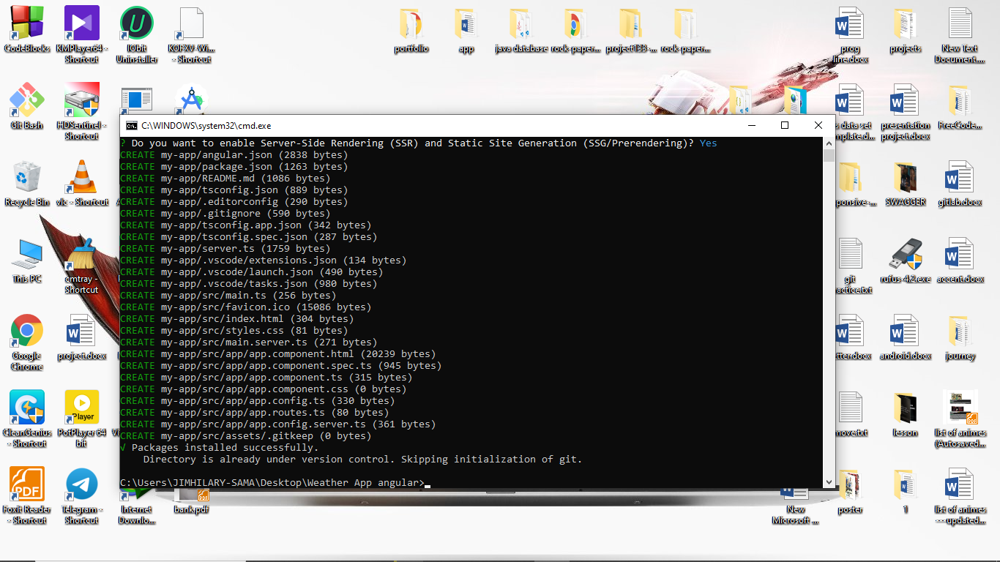 CodeBlocks
KMPlayer64 -
Shortcut
IObit
Uninstaller
KOFXV-Wi...
- Shortcut
portfolio
app
java database
rock-paper...
project133-...
rock-paper...
prog
line.docx
projects
New Text
Document....
Git Bash
HDSentinel -
Shortcut
presentation
project.docx
FreeCode...
Recycle Bin
vlc - Shortcut
SWAGGER
gitlab.docx
This PC
cmtray -
Shortcut
git
rufus-4.2.exe
accent.docx
Google
Chrome
project.docx
android.docx
journey
CleanGenius
- Shortcut
PotPlayer 64
bit
lesson
list of animes
(Autosaved...
Foxit Reader
- Shortcut
Telegram -
Shortcut
Internet
Downlo...
bank.pdf
New
Microsoft ...
poster
1
list of animes
----updated...
C:\WINDOWS\system32\cmd.exe
? Do you want to enable Server-Side Rendering (SSR) and Static Site Generation (SSG/Prerendering)? Yes
CREATE my-app/angular.json (2838 bytes)
CREATE my-app/package.json (1263 bytes)
CREATE my-app/README.md (1086 bytes)
CREATE my-app/tsconfig.json (889 bytes)
CREATE my-app/.editorconfig (290 bytes)
CREATE my-app/.gitignore (590 bytes)
CREATE my-app/tsconfig.app.json (342 bytes)
CREATE my-app/tsconfig.spec.json (287 bytes)
CREATE my-app/server.ts (1759 bytes)
CREATE my-app/.vscode/extensions.json (134 bytes)
CREATE my-app/.vscode/launch.json (490 bytes)
CREATE my-app/.vscode/tasks.json (980 bytes)
CREATE my-app/src/main.ts (256 bytes)
CREATE my-app/src/favicon.ico (15086 bytes)
CREATE my-app/src/index.html (304 bytes)
CREATE my-app/src/styles.css (81 bytes)
CREATE my-app/src/main.server.ts (271 bytes)
CREATE my-app/src/app/app.component.html (20239 bytes)
CREATE my-app/src/app/app.component.spec.ts (945 bytes)
CREATE my-app/src/app/app.component.ts (315 bytes)
CREATE my-app/src/app/app.component.css (0 bytes)
CREATE my-app/src/app/app.config.ts (330 bytes)
CREATE my-app/src/app/app.routes.ts (80 bytes)
CREATE my-app/src/app/app.config.server.ts (361 bytes)
CREATE my-app/src/assets/.gitkeep (0 bytes)
√ Packages installed successfully.
Directory is already under version control. Skipping initialization of git.
C:\Users\JIMHILARY-SAMA\Desktop\Weather App angular>